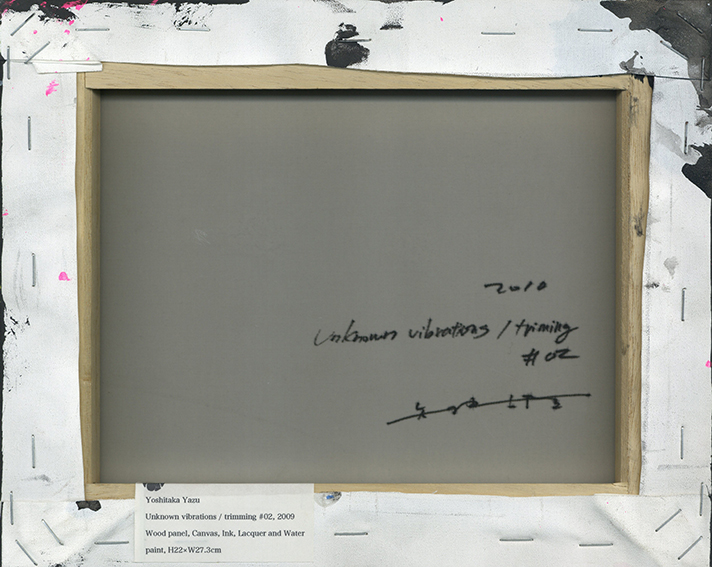 2010
Unknown vibrations / triming
#02
Yoshitaka Yazu
Unknown vibrations / trimming #02, 2009
Wood panel, Canvas, Ink, Lacquer and Water
paint, H22×W27.3cm